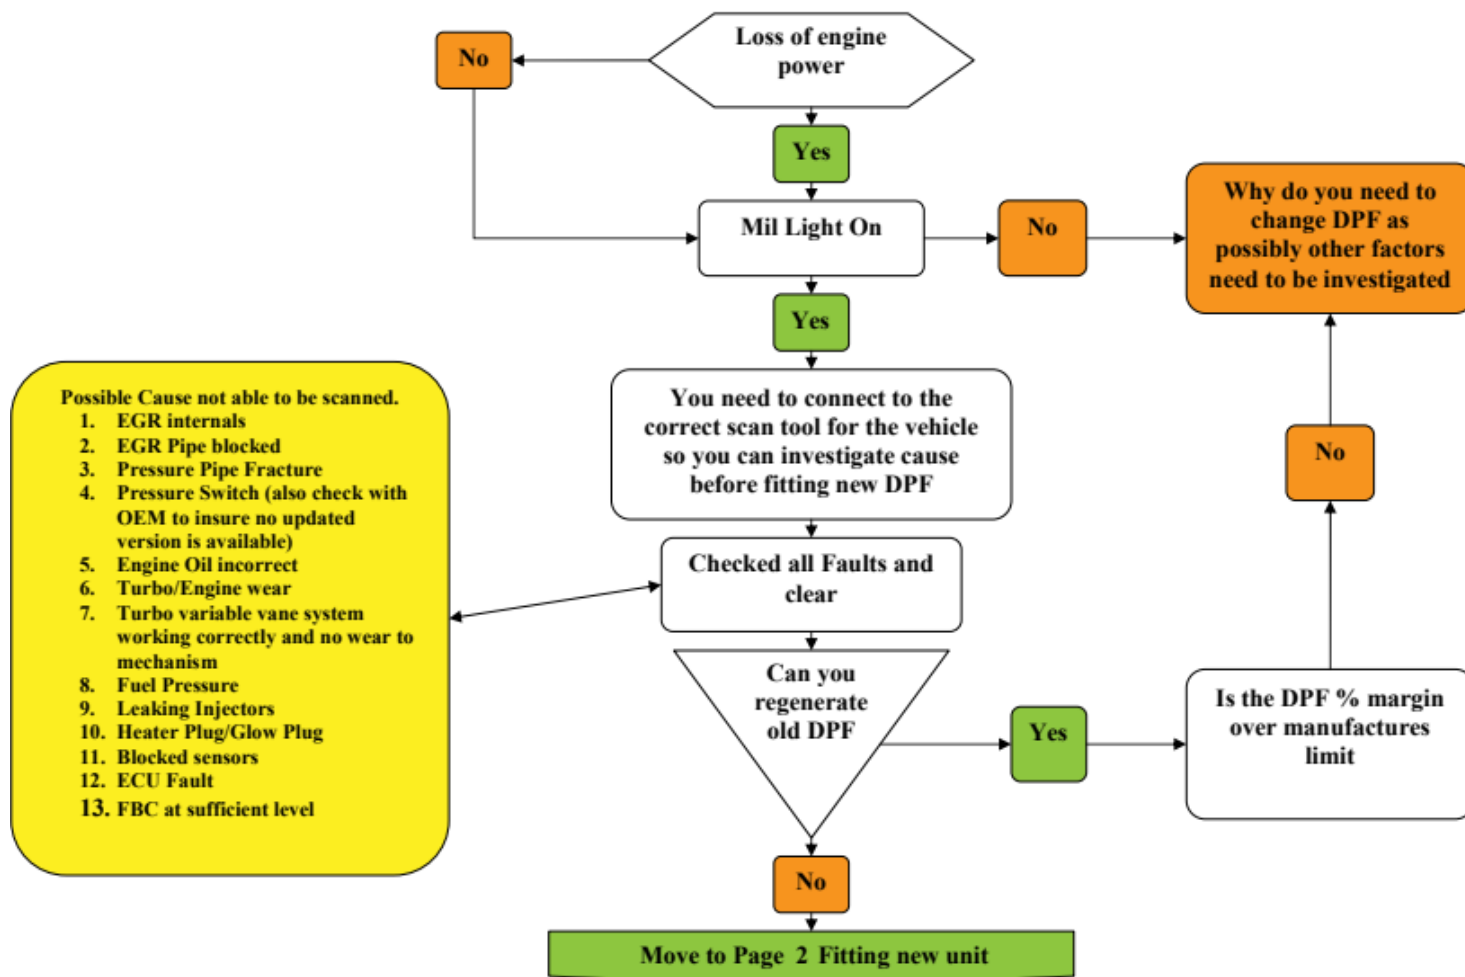 Loss of engine
power
No
Yes
Mil Light On
No
Why do you need to
change DPF as
possibly other factors
need to be investigated
Yes
You need to connect to the
correct scan tool for the vehicle
so you can investigate cause
before fitting new DPF
Possible Cause not able to be scanned.
1. EGR internals
2. EGR Pipe blocked
3. Pressure Pipe Fracture
4. Pressure Switch (also check with
OEM to insure no updated
version is available)
5. Engine Oil incorrect
6. Turbo/Engine wear
7. Turbo variable vane system
working correctly and no wear to
mechanism
8. Fuel Pressure
9. Leaking Injectors
10. Heater Plug/Glow Plug
11. Blocked sensors
12. ECU Fault
13. FBC at sufficient level
No
Checked all Faults and
clear
Can you
regenerate
old DPF
Yes
Is the DPF % margin
over manufactures
limit
No
Move to Page 2 Fitting new unit